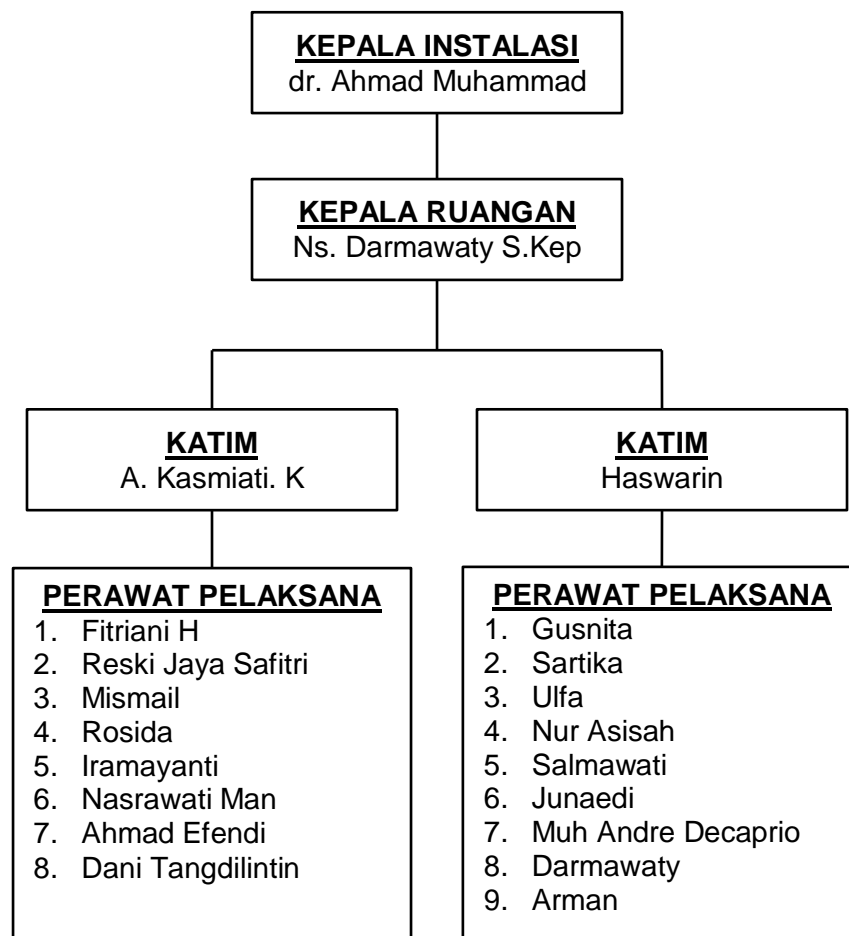 KEPALA INSTALASI
dr. Ahmad Muhammad
KEPALA RUANGAN
Ns. Darmawaty S.Kep
KATIM
A. Kasmiati. K
KATIM
Haswarin
PERAWAT PELAKSANA
1. Fitriani H
2. Reski Jaya Safitri
3. Mismail
4. Rosida
5. Iramayanti
6. Nasrawati Man
7. Ahmad Efendi
8. Dani Tangdilintin
PERAWAT PELAKSANA
1. Gusnita
2. Sartika
3. Ulfa
4. Nur Asisah
5. Salmawati
6. Junaedi
7. Muh Andre Decaprio
8. Darmawaty
9. Arman